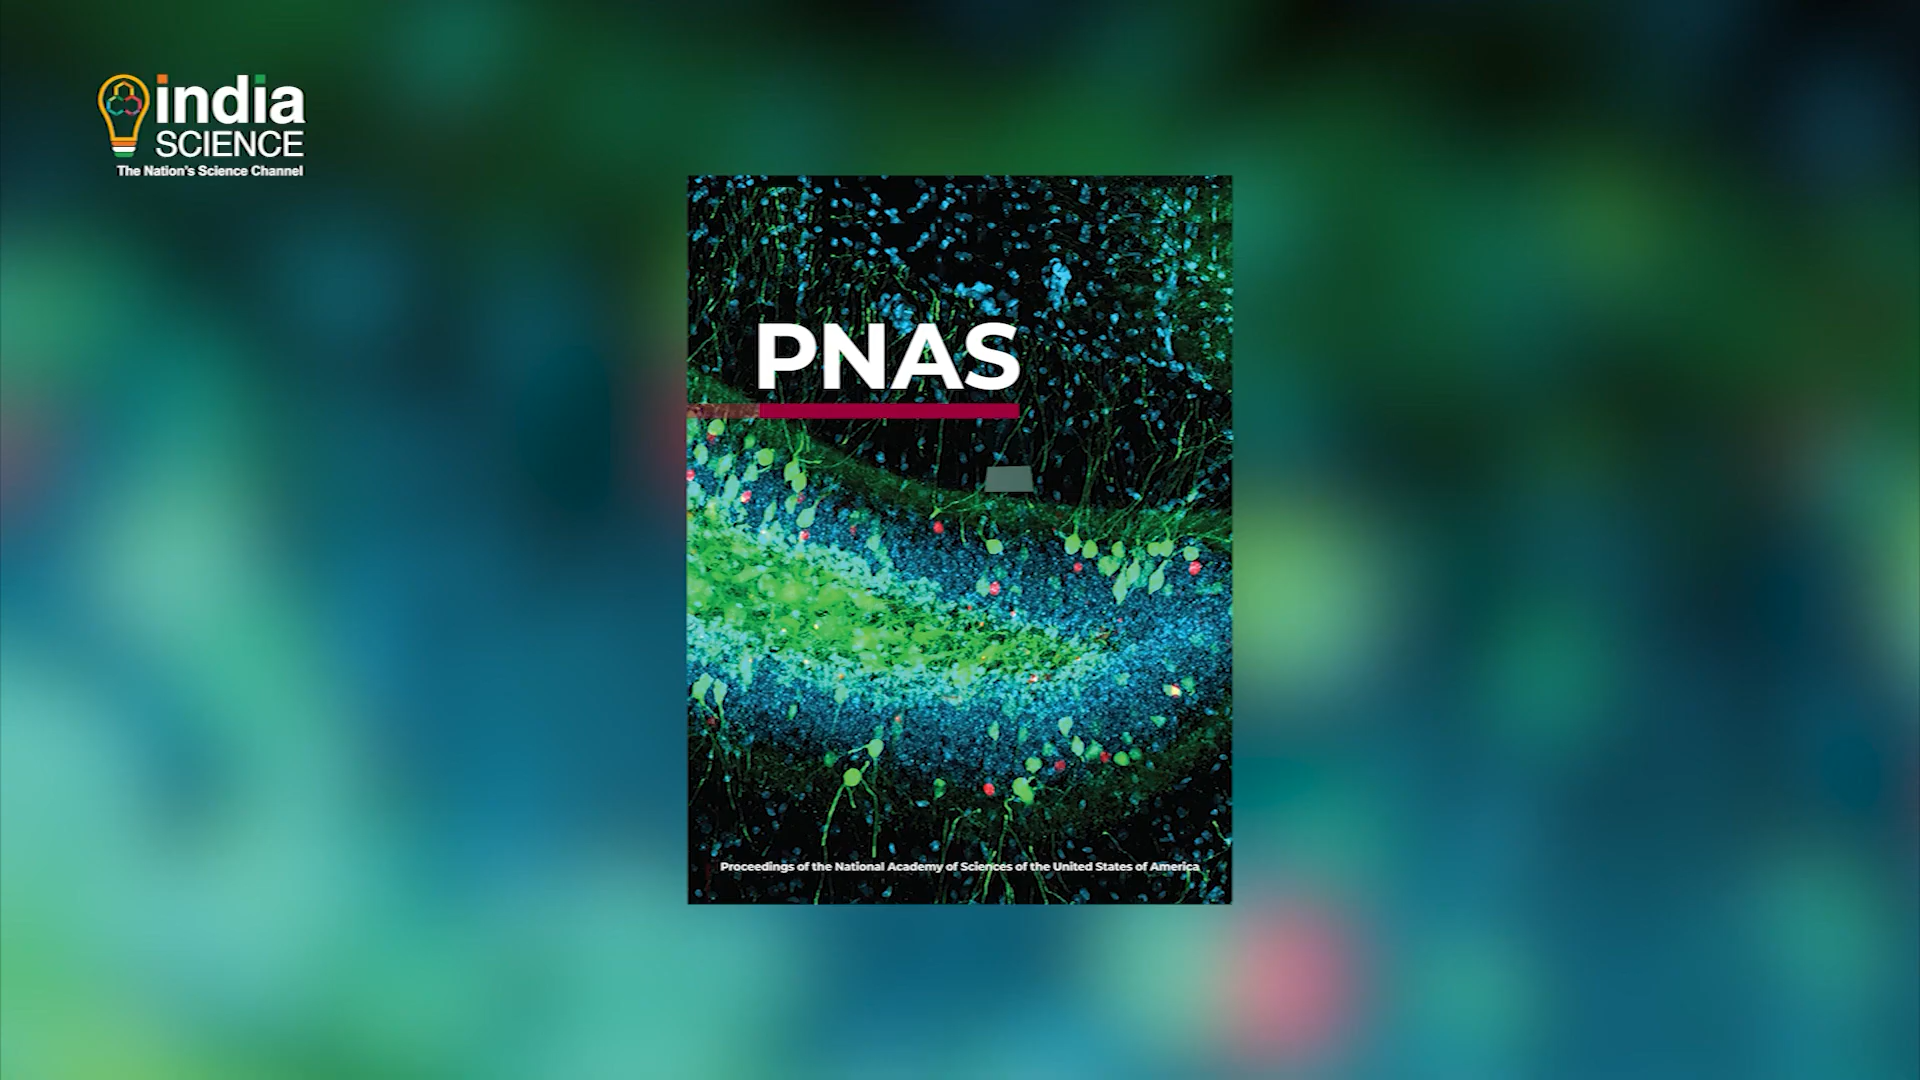 india
SCIENCE
The Nation's Science Channel
PNAS
Proceedings of the National Academy of Sciences of the United States of America